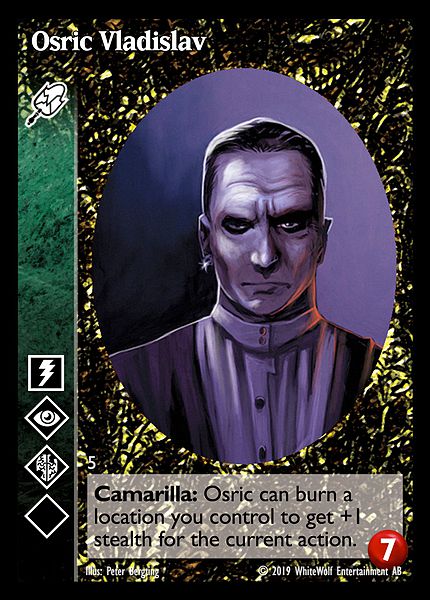 Osric Vladislav
5
Camarilla: Osric can burn a
location you control to get +1
stealth for the current action.
7
Illus: Peter Bergting © 2019 WhiteWolf Entertainment AB